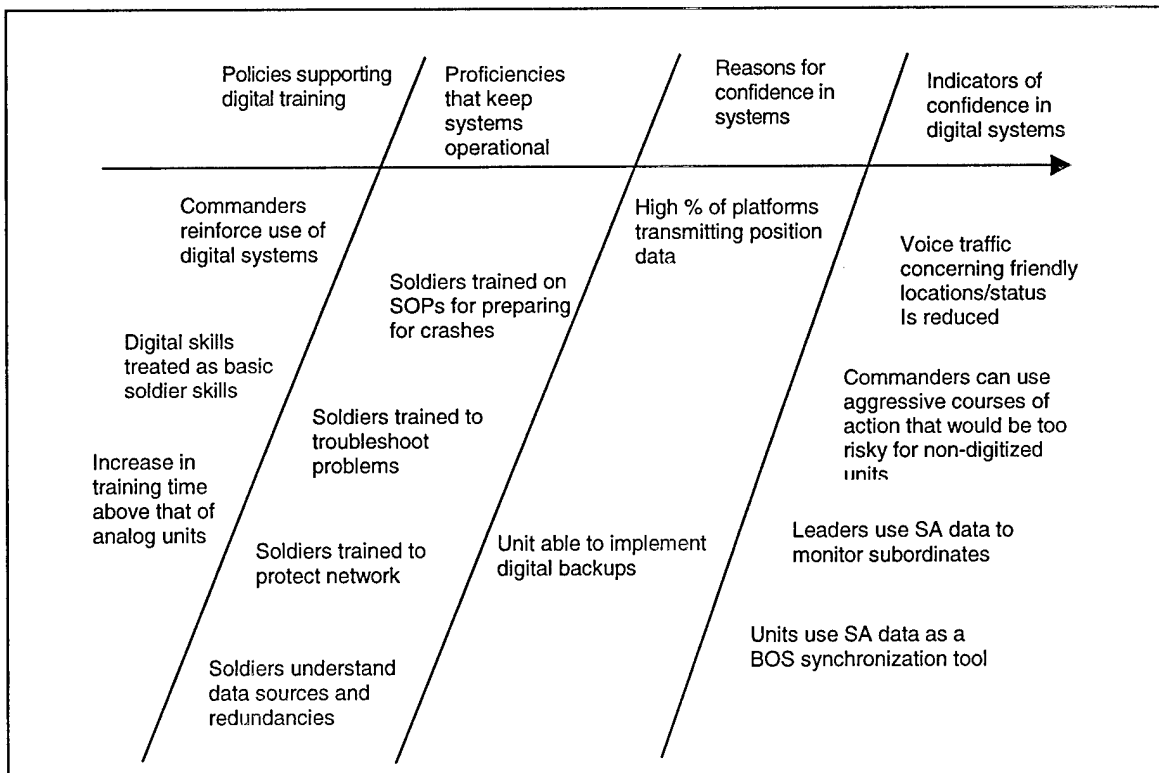 Policies supporting
digital training
Proficiencies
that keep
systems
operational
Reasons for
confidence in
systems
Indicators of
confidence in
digital systems
Commanders
reinforce use of
digital systems
Digital skills
treated as basic
soldier skills
Increase in
training time
above that of
analog units
Soldiers trained on
SOPs for preparing
for crashes
Soldiers trained to
troubleshoot
problems
Soldiers trained to
protect network
Soldiers understand
data sources and
redundancies
High % of platforms
transmitting position
data
Unit able to implement
digital backups
Voice traffic
concerning friendly
locations/status
Is reduced
Commanders can use
aggressive courses of
action that would be too
risky for non-digitized
units
Leaders use SA data to
monitor subordinates
Units use SA data as a
BOS synchronization tool